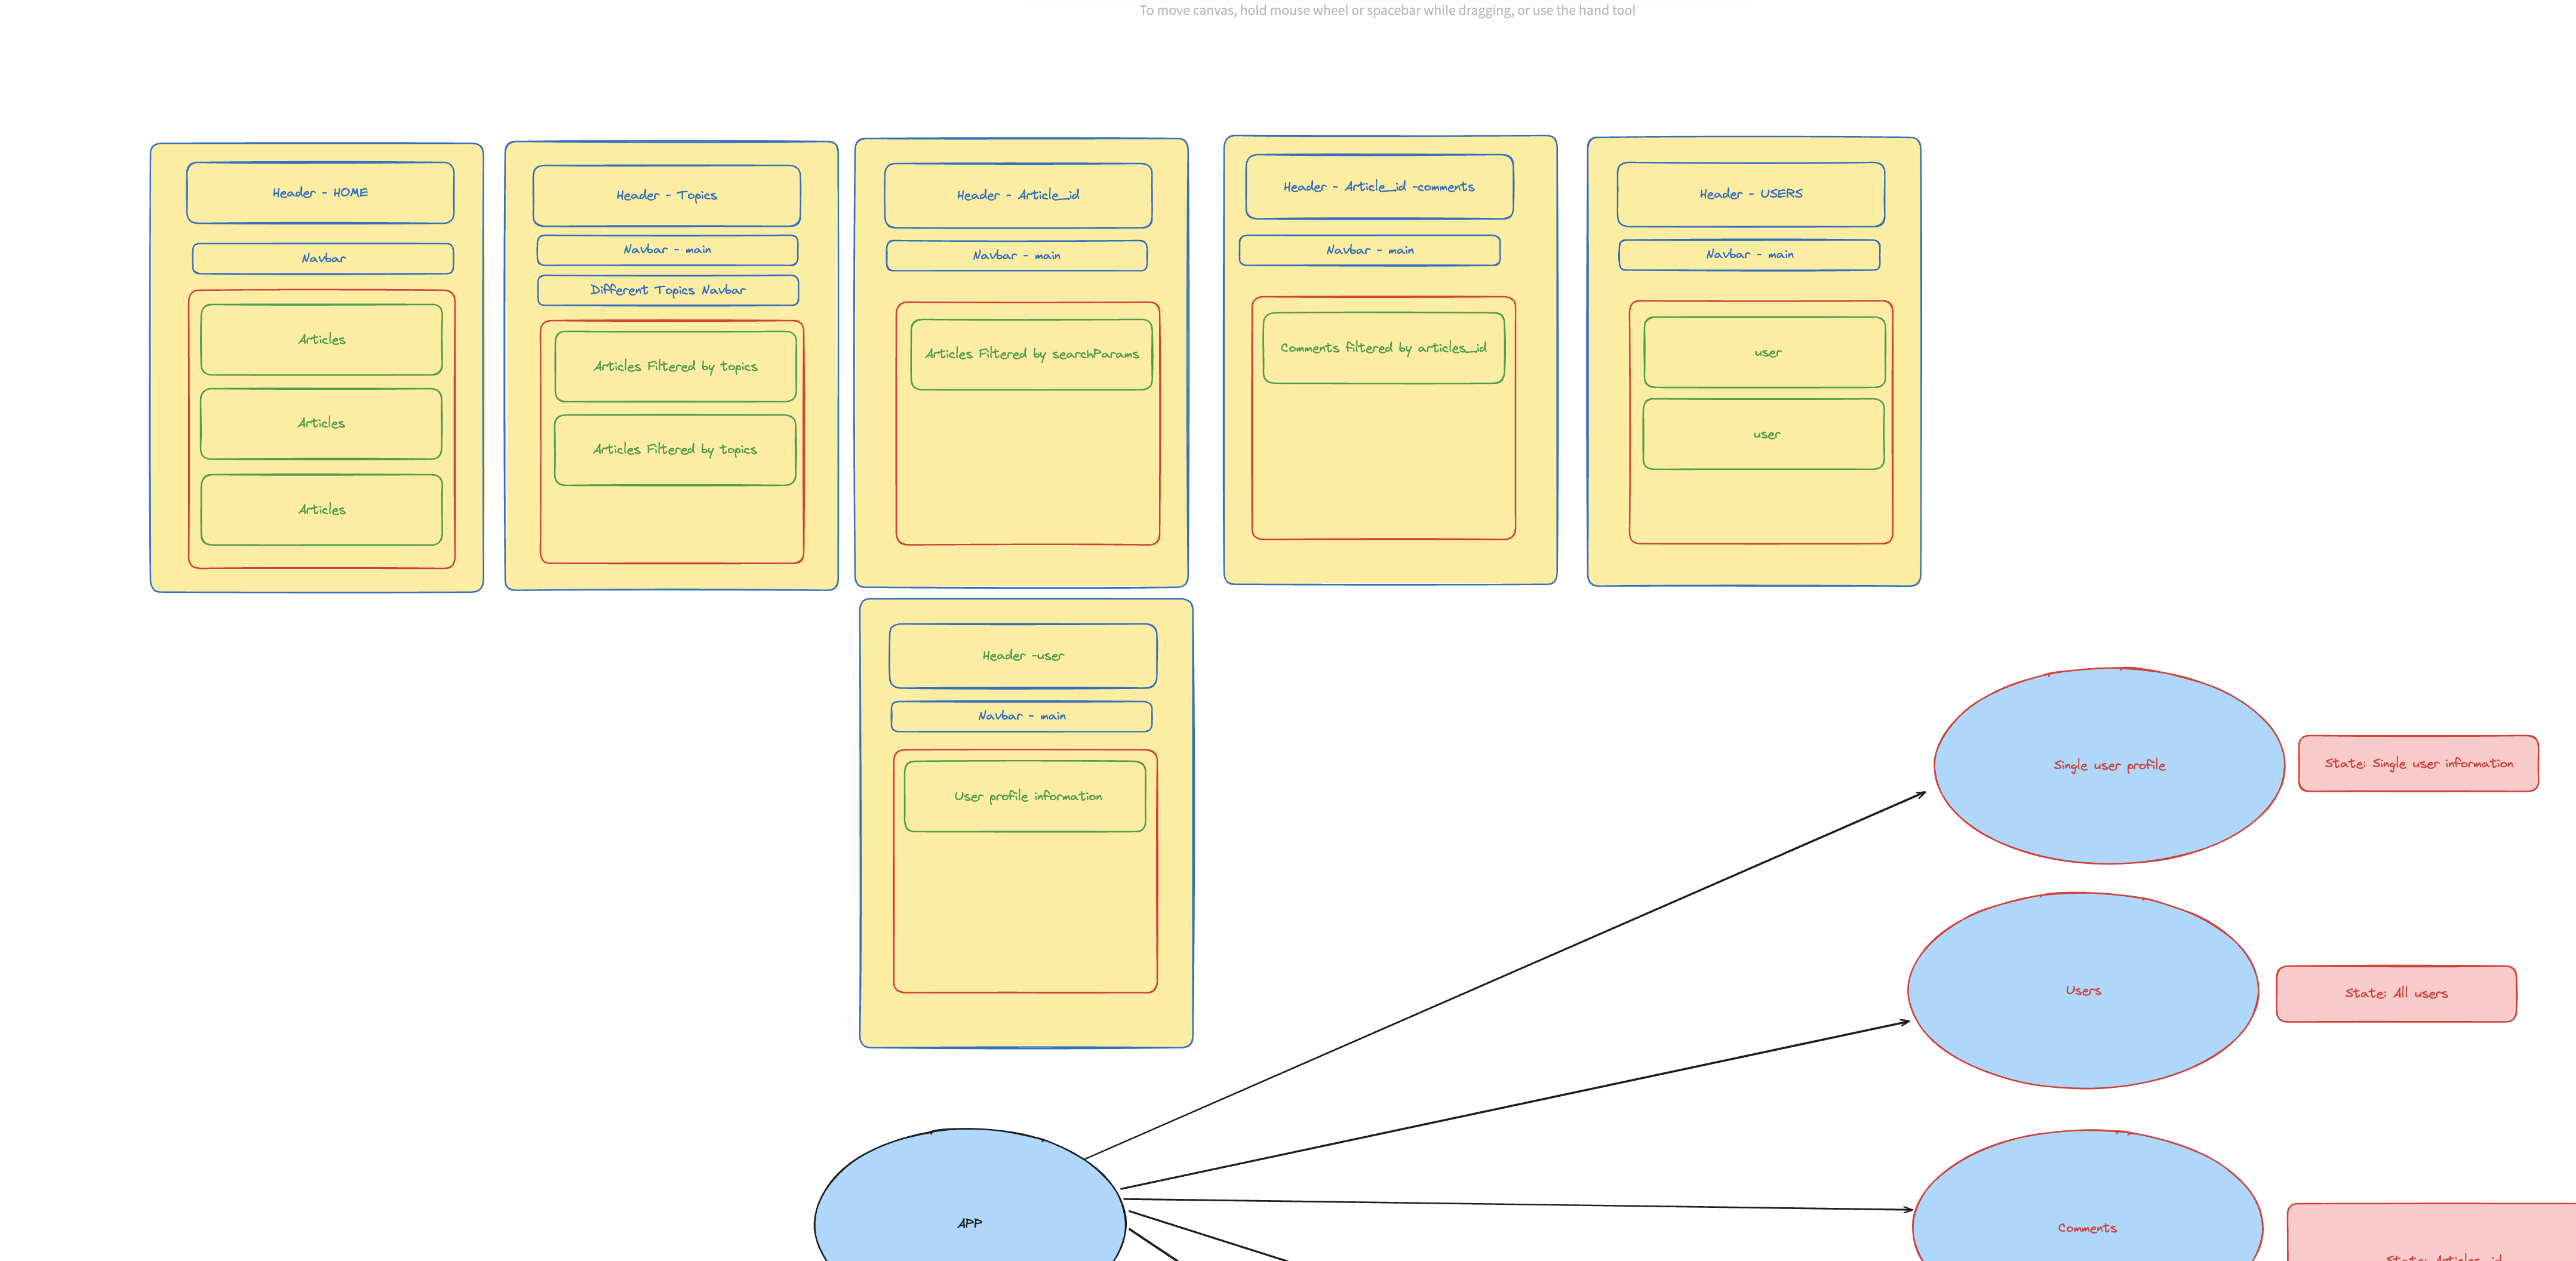 To move canvas, hold mouse wheel or spacebar while dragging, or use the hand tool
Header - HOME
Navbar
Articles
Articles
Articles
Header - Topics
Navbar - main
Different Topics Navbar
Articles Filtered by topics
Articles Filtered by topics
Header - Article_id
Navbar - main
Articles Filtered by searchParams
Header - Article_id -comments
Navbar - main
Comments filtered by articles_id
Header - USERS
Navbar - main
user
user
Header -user
Navbar - main
User profile information
Single user profile
State: Single user information
Users
State: All users
APP
Comments
State: Articles_id